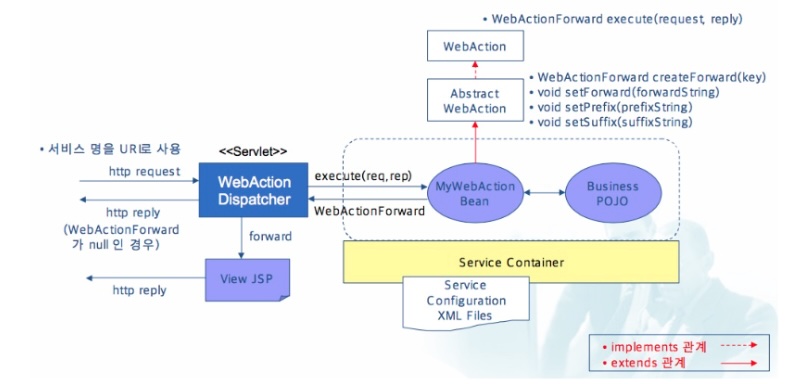 • WebActionForward execute(request, reply)
WebAction
Abstract
WebAction
• WebActionForward createForward(key)
• void setForward(forwardString)
• void setPrefix(prefixString)
• void setSuffix(suffixString)
• 서비스 명을 URI로 사용
<<Servlet>>
http request
WebAction
Dispatcher
execute(req,rep)
MyWebAction
Bean
Business
POJO
http reply
(WebActionForward
가 null 인 경우)
WebActionForward
forward
Service Container
View JSP
http reply
Service
Configuration
XML Files
• implements 관계
• extends 관계